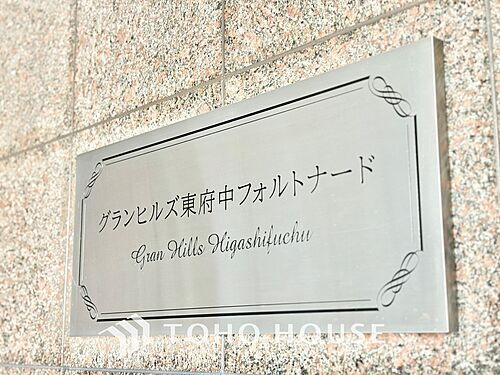 グランヒルズ東府中フォルトナード
Gran Hills Higashifuchu
TOHO HOUSE